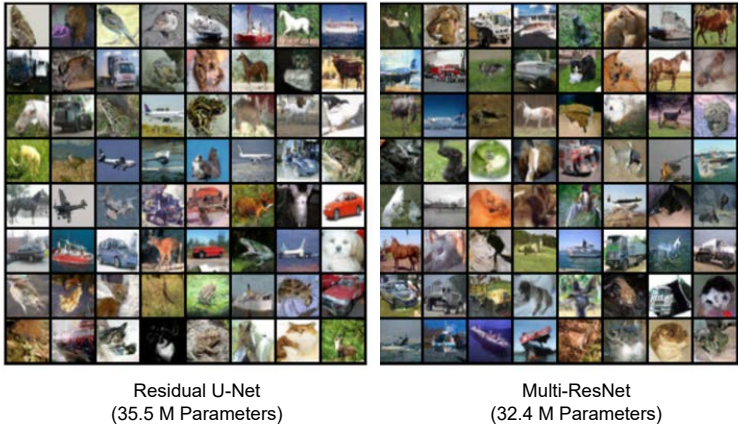 Residual U-Net
(35.5 M Parameters)
Multi-ResNet
(32.4 M Parameters)